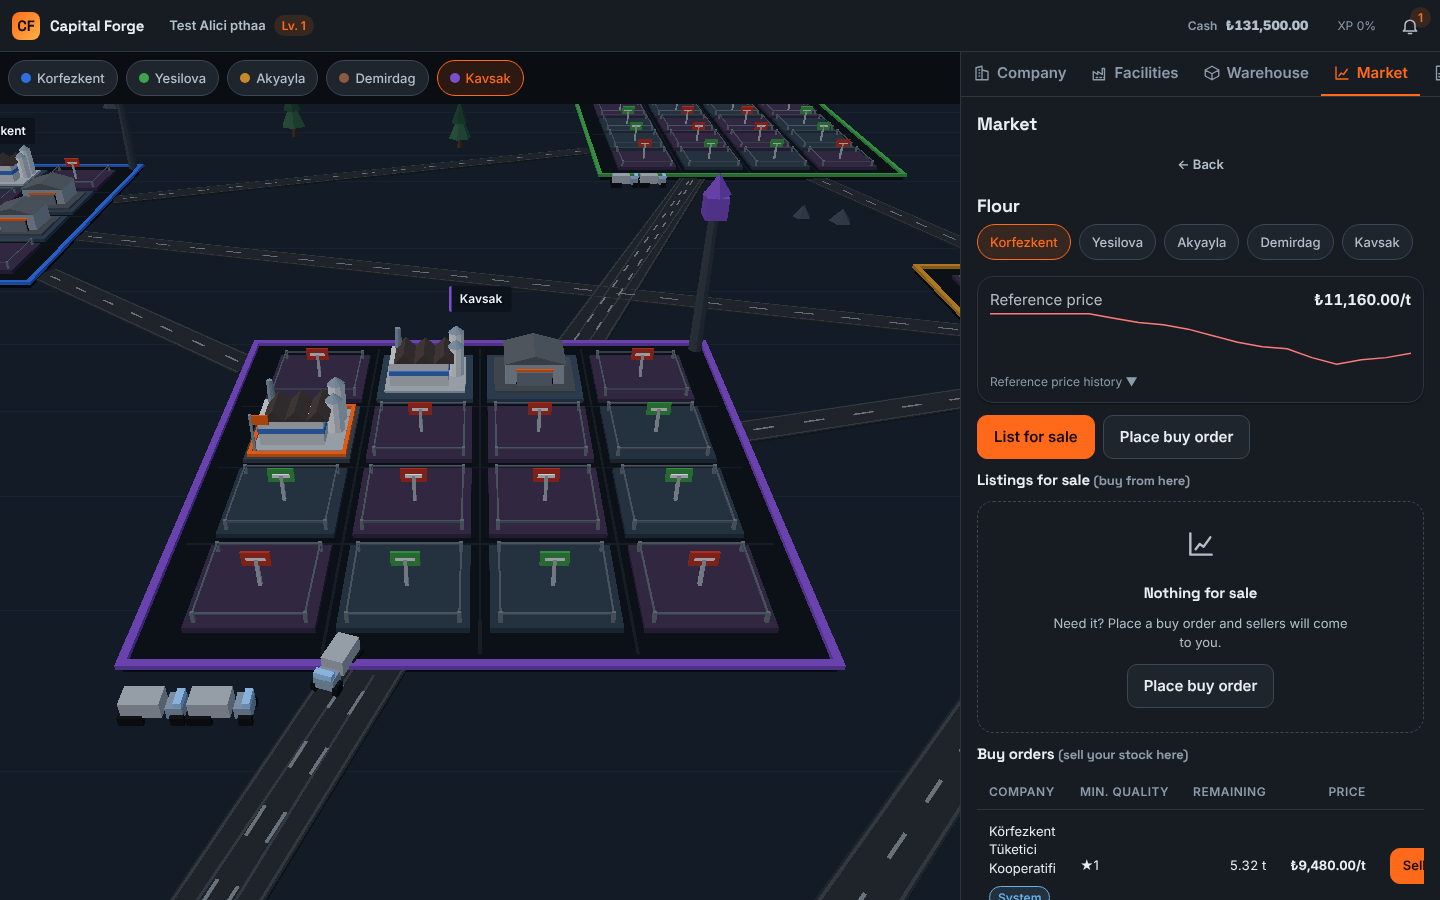 CF
Capital Forge
Test Alici pthaa
Lv. 1
Cash ₺131,500.00
XP 0%
1
Korfezkent
Yesilova
Akyayla
Demirdag
Kavsak
Company
Facilities
Warehouse
Market
kent
Kavsak
Market
← Back
Flour
Korfezkent
Yesilova
Akyayla
Demirdag
Kavsak
Reference price
₺11,160.00/t
Reference price history ▼
List for sale
Place buy order
Listings for sale (buy from here)
Nothing for sale
Need it? Place a buy order and sellers will come
to you.
Place buy order
Buy orders (sell your stock here)
COMPANY MIN. QUALITY REMAINING PRICE
Körfezkent
Tüketici
Kooperatifi
★1
5.32 t
₺9,480.00/t
Sell
System